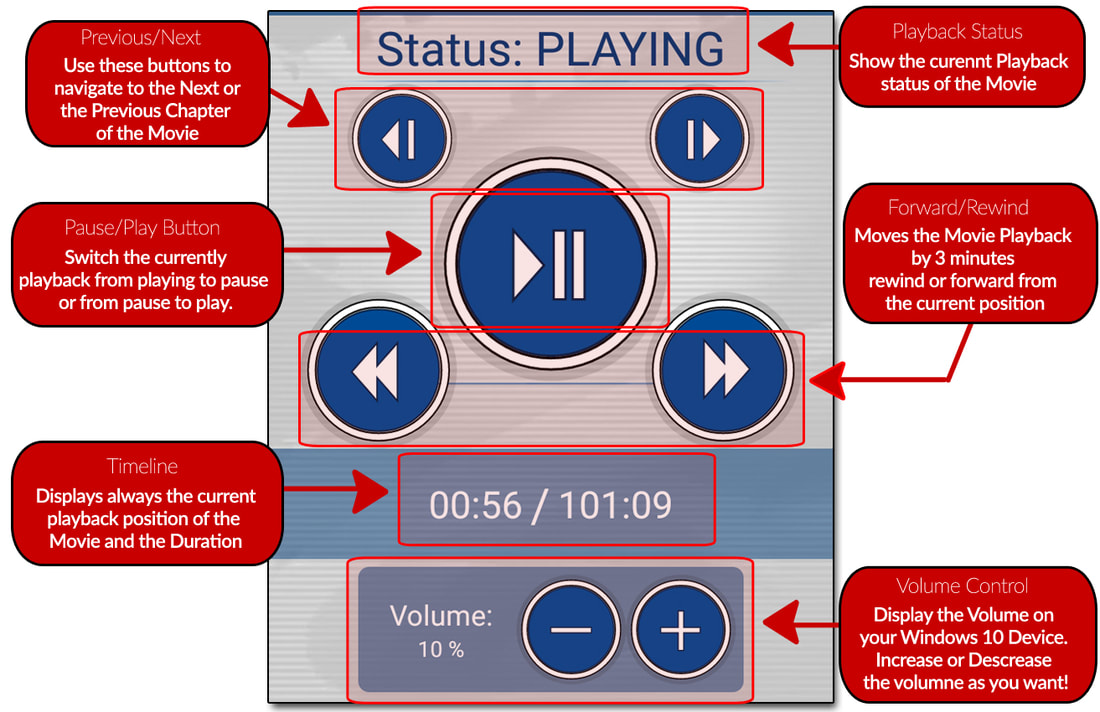 Status: PLAYING
Previous/Next
Use these buttons to
navigate to the Next or
the Previous Chapter
of the Movie
Playback Status
Show the curennt Playback
status of the Movie
Pause/Play Button
Switch the currently
playback from playing to pause
or from pause to play.
Forward/Rewind
Moves the Movie Playback
by 3 minutes
rewind or forward from
the current position
Timeline
Displays always the current
playback position of the
Movie and the Duration
00:56 / 101:09
Volume:
10 %
Volume Control
Display the Volume on
your Windows 10 Device.
Increase or Descrease
the volumne as you want!